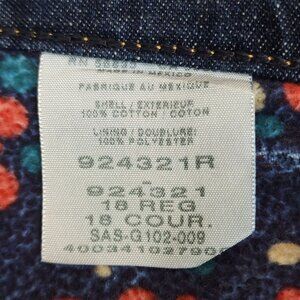 MADE IN MEXICO
FABRIQUE AU MEXIQUE
SHELL / EXTERIEUR
100% COTTON / COTON
LINING / DOUBLURE:
100% POLYESTER
924321R
-
924321
18 REG
18 COUR.
SAS-G102-009